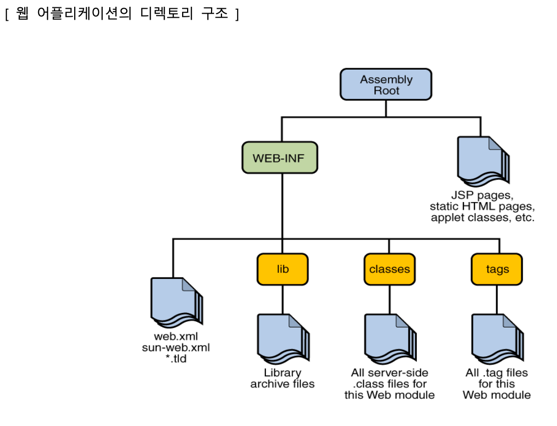 [ 웹 어플리케이션의 디렉토리 구조 ]
Assembly
Root
WEB-INF
JSP pages,
static HTML pages,
applet classes, etc.
lib
classes
tags
web.xml
sun-web.xml
*.tld
Library
archive files
All server-side
.class files for
this Web module
All .tag files
for this
Web module